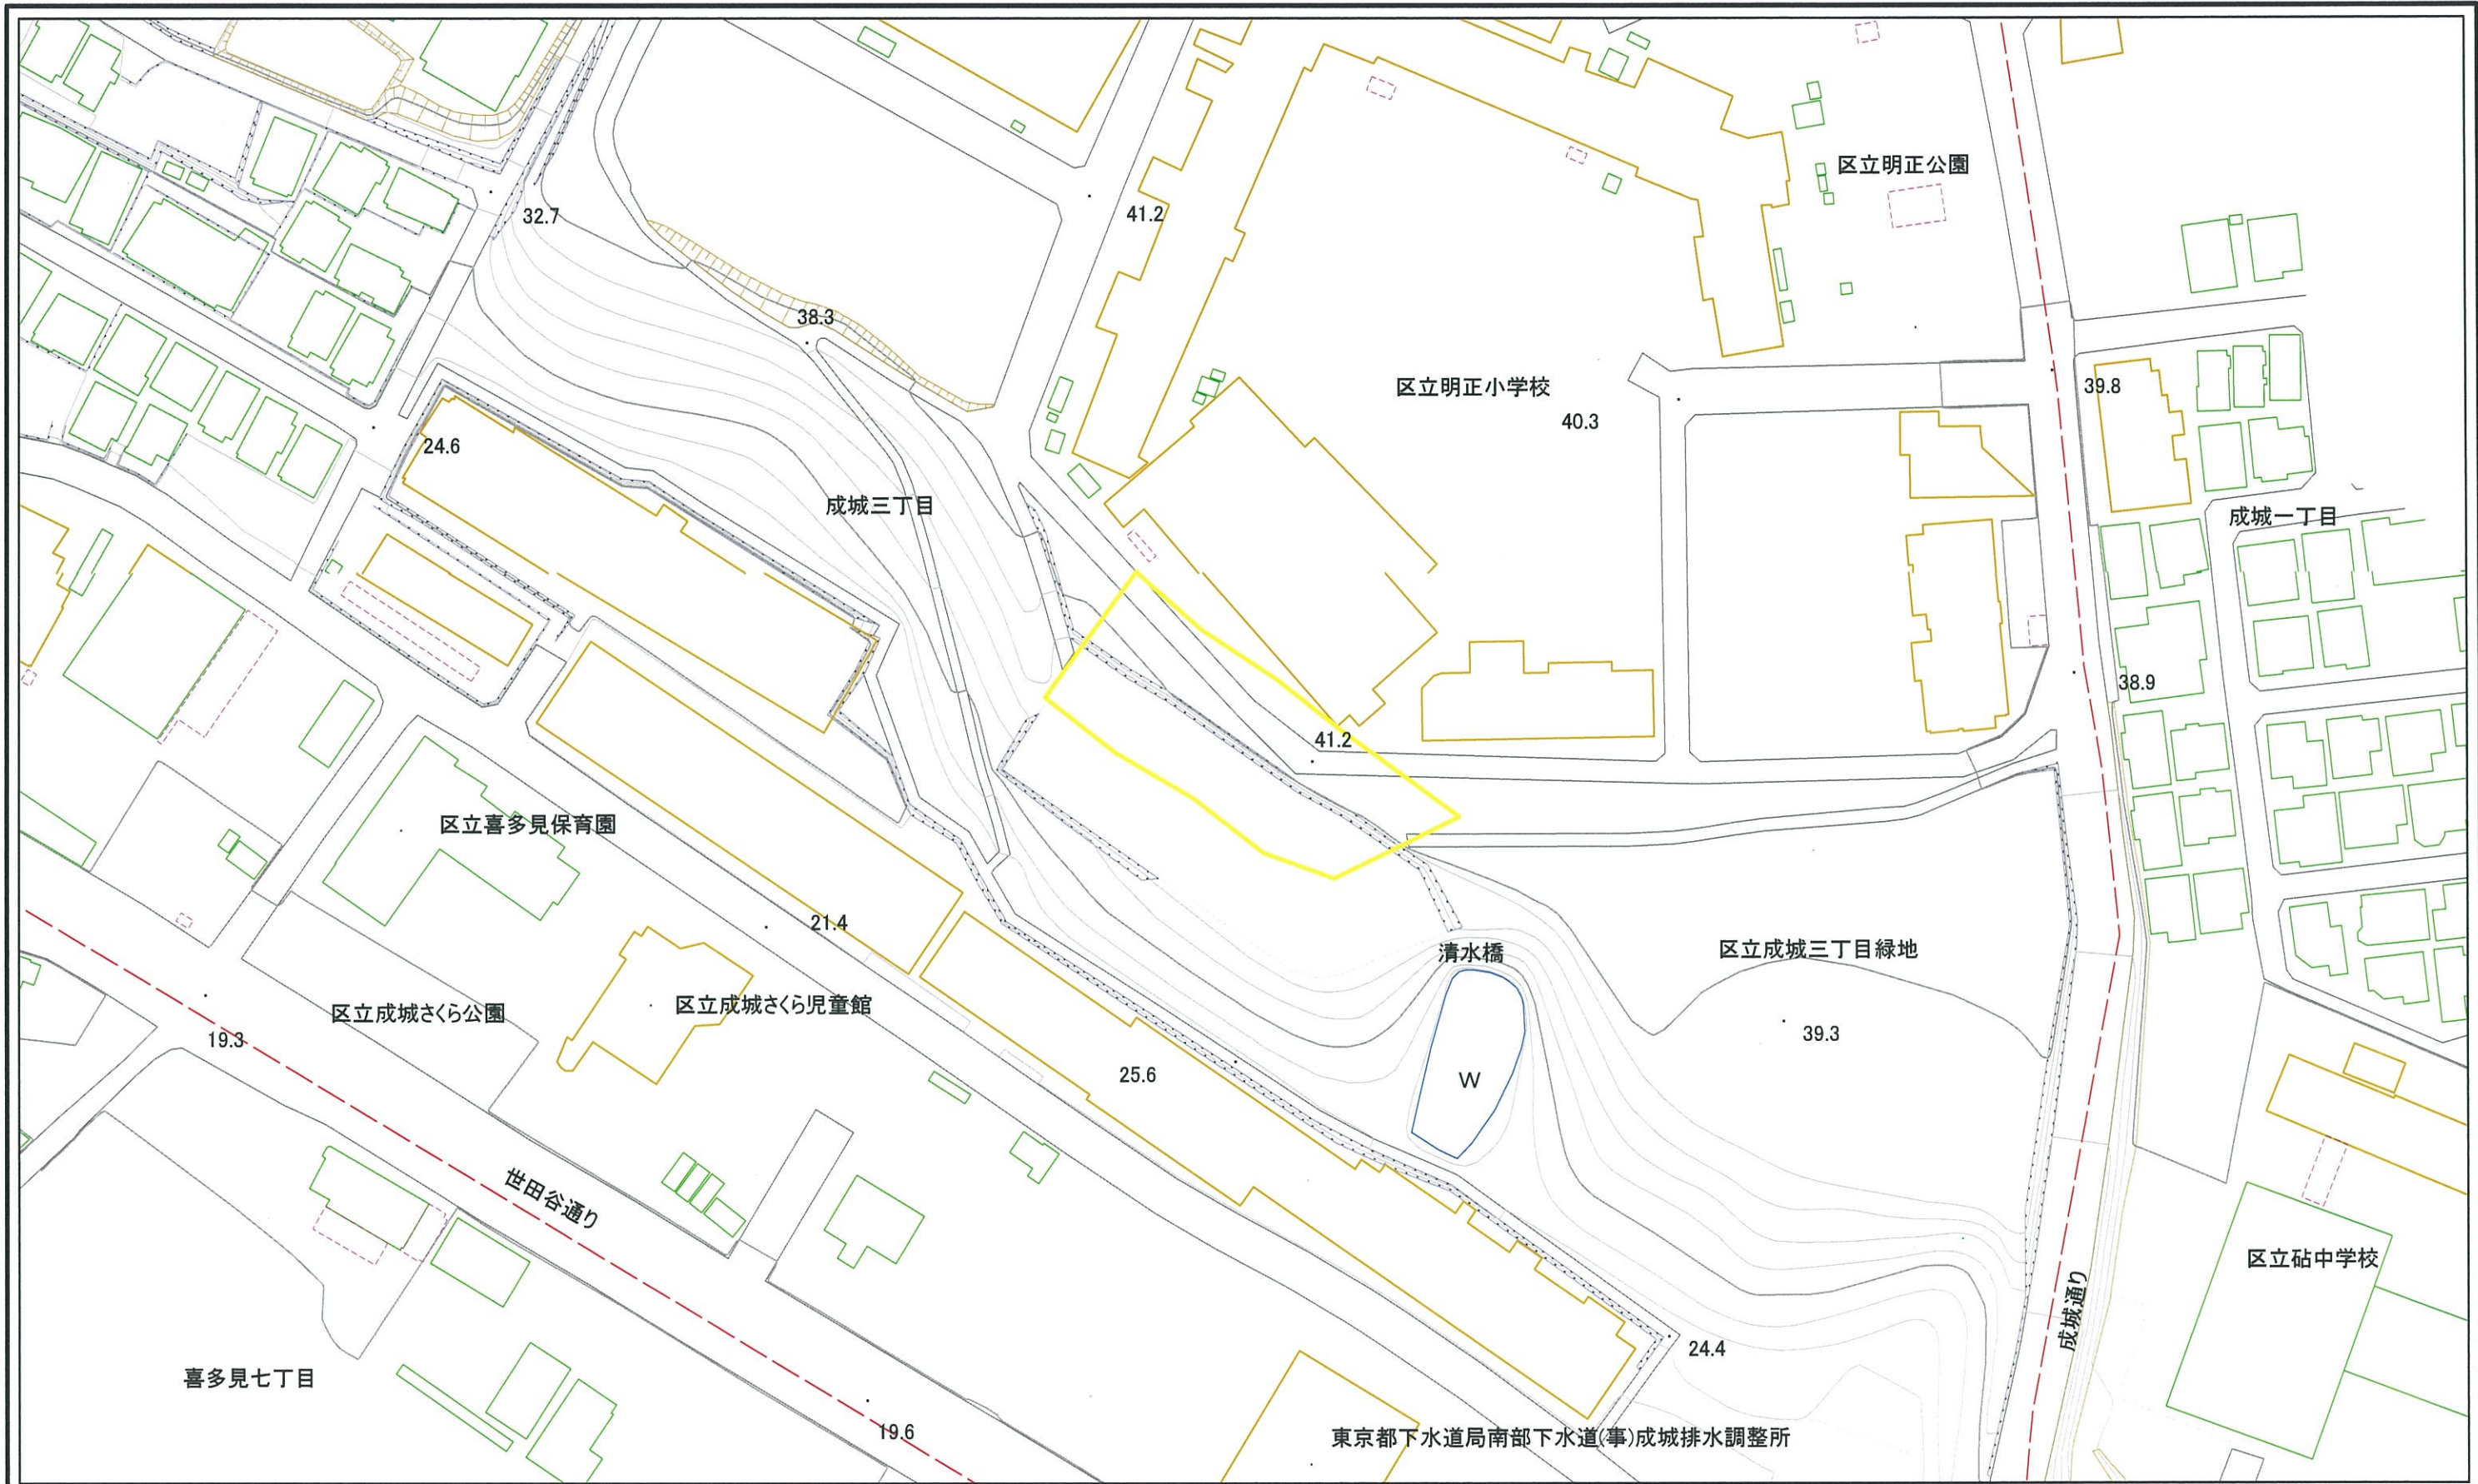 区立明正公園
32.7
41.2
38.3
区立明正小学校
39.8
40.3
24.6
成城三丁目
成城一丁目
38.9
41.2
区立喜多見保育園
21.4
清水橋
区立成城三丁目緑地
区立成城さくら公園
区立成城さくら児童館
19.3
39.3
25.6
W
世田谷通り
区立砧中学校
成城通り
24.4
喜多見七丁目
19.6
東京都下水道局南部下水道(事)成城排水調整所